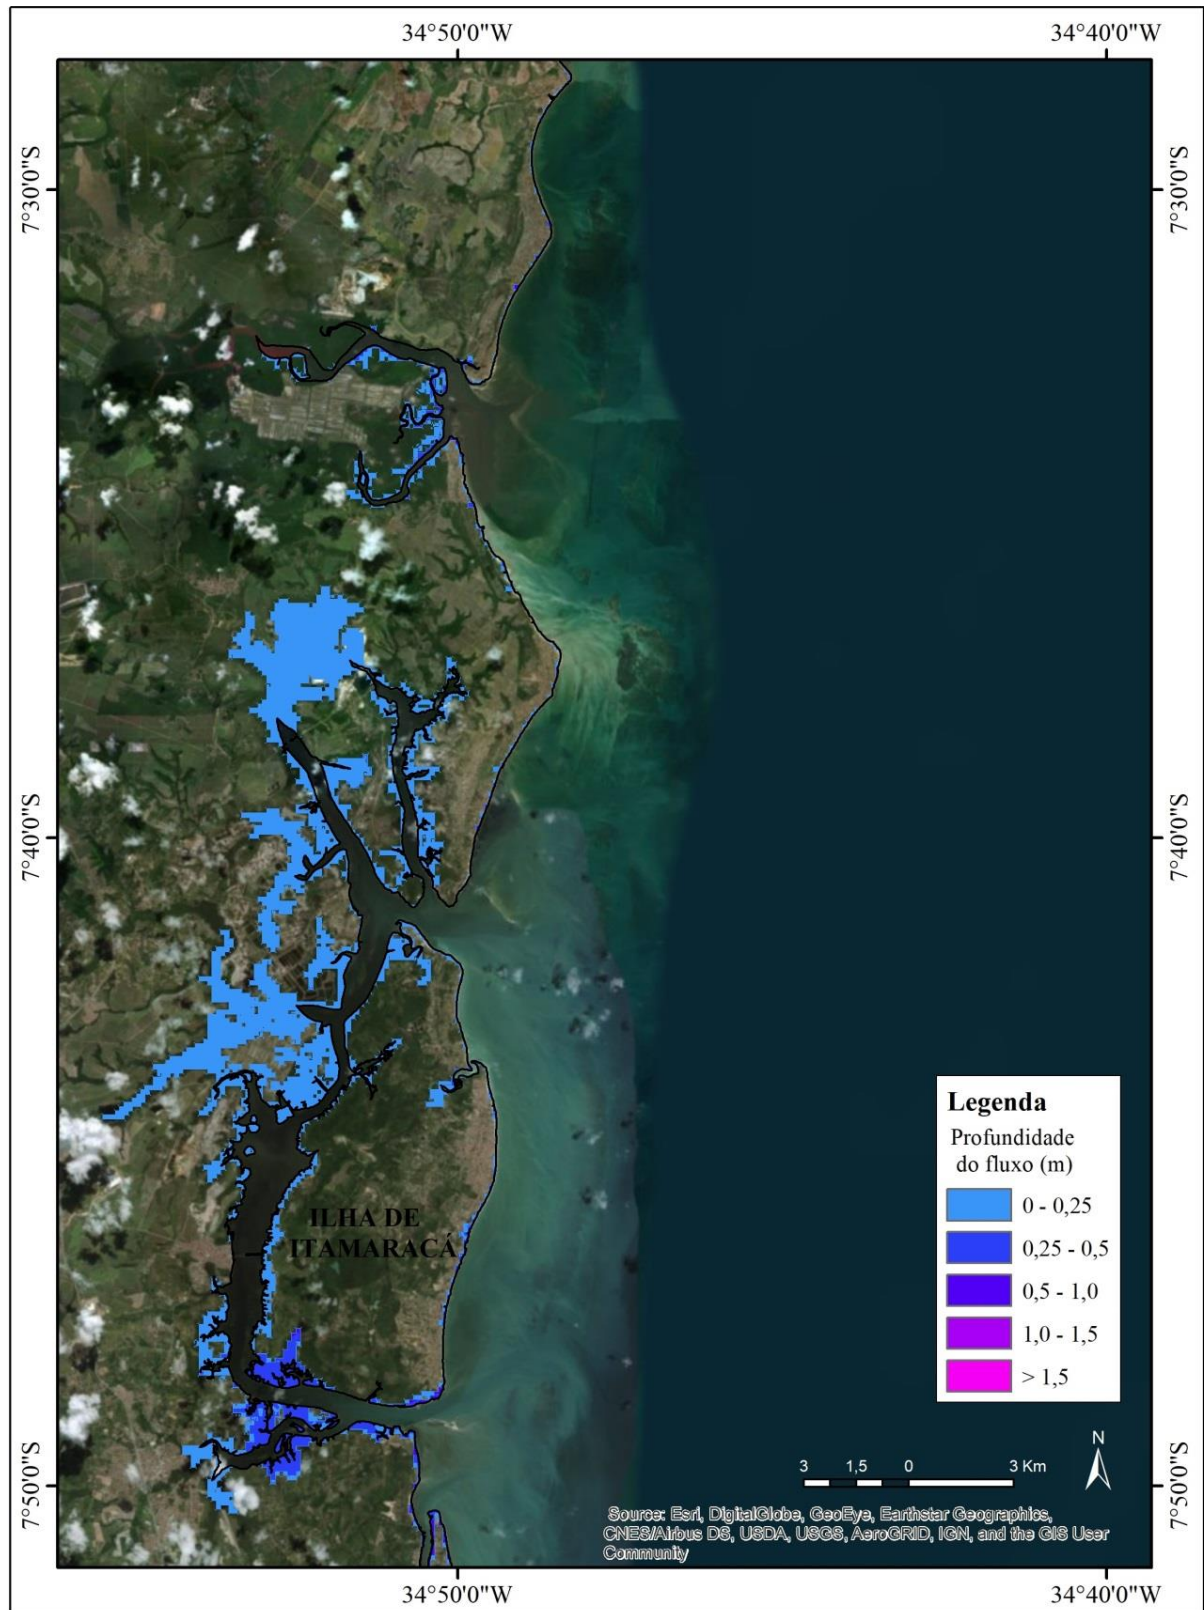 34°50'0"W
34°40'0"W
7°30'0"S
7°30'0"S
7°40'0"S
7°40'0"S
ILHA DE
ITAMARACÁ
Legenda
Profundidade
do fluxo (m)
0 - 0,25
0,25 - 0,5
0,5 - 1,0
1,0 - 1,5
> 1,5
N
3 1,5 0 3 Km
7°50'0"S
7°50'0"S
Source: Esri, DigitalGlobe, GeoEye, Earthstar Geographics,
CNES/Airbus DS, USDA, USGS, AeroGRID, IGN, and the GIS User
Community
34°50'0"W
34°40'0"W